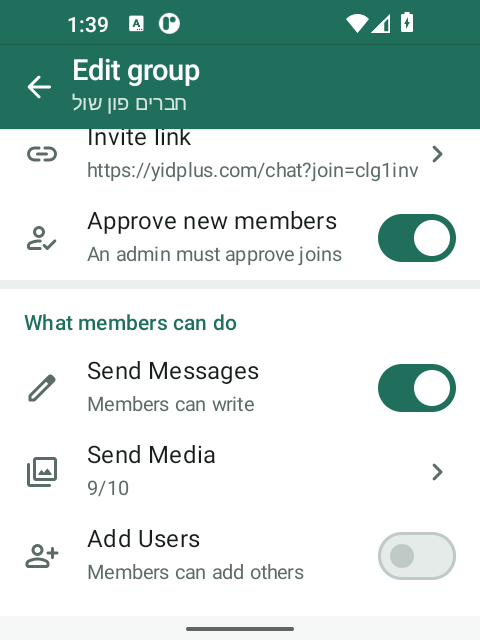 1:39
Edit group
חברים פון שול
Invite link
https://yidplus.com/chat?join=clg1inv
Approve new members
An admin must approve joins
What members can do
Send Messages
Members can write
Send Media
9/10
Add Users
Members can add others